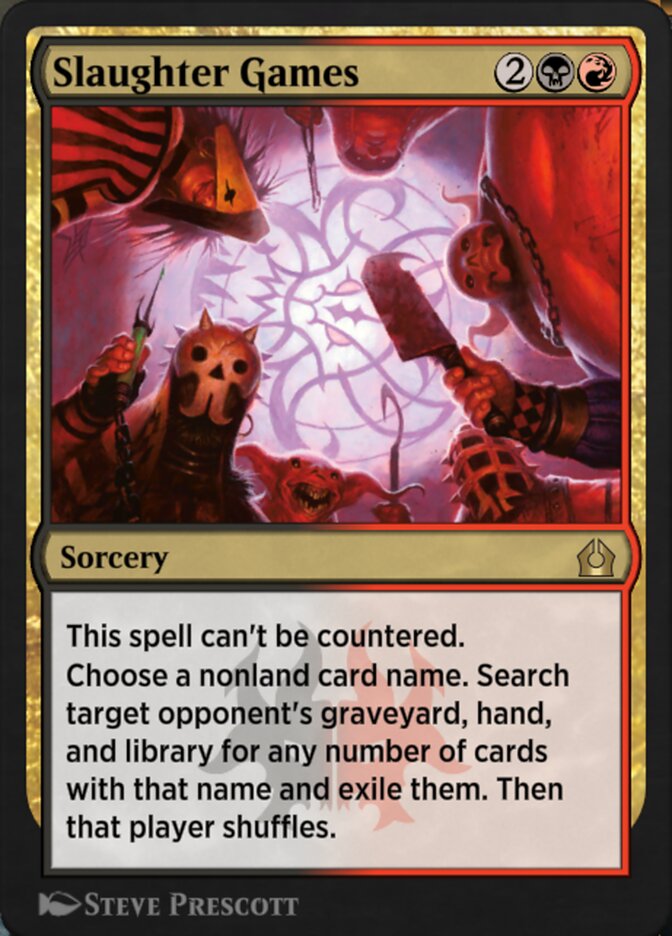 Slaughter Games 2
Sorcery
This spell can't be countered.
Choose a nonland card name. Search
target opponent's graveyard, hand,
and library for any number of cards
with that name and exile them. Then
that player shuffles.
Steve Prescott